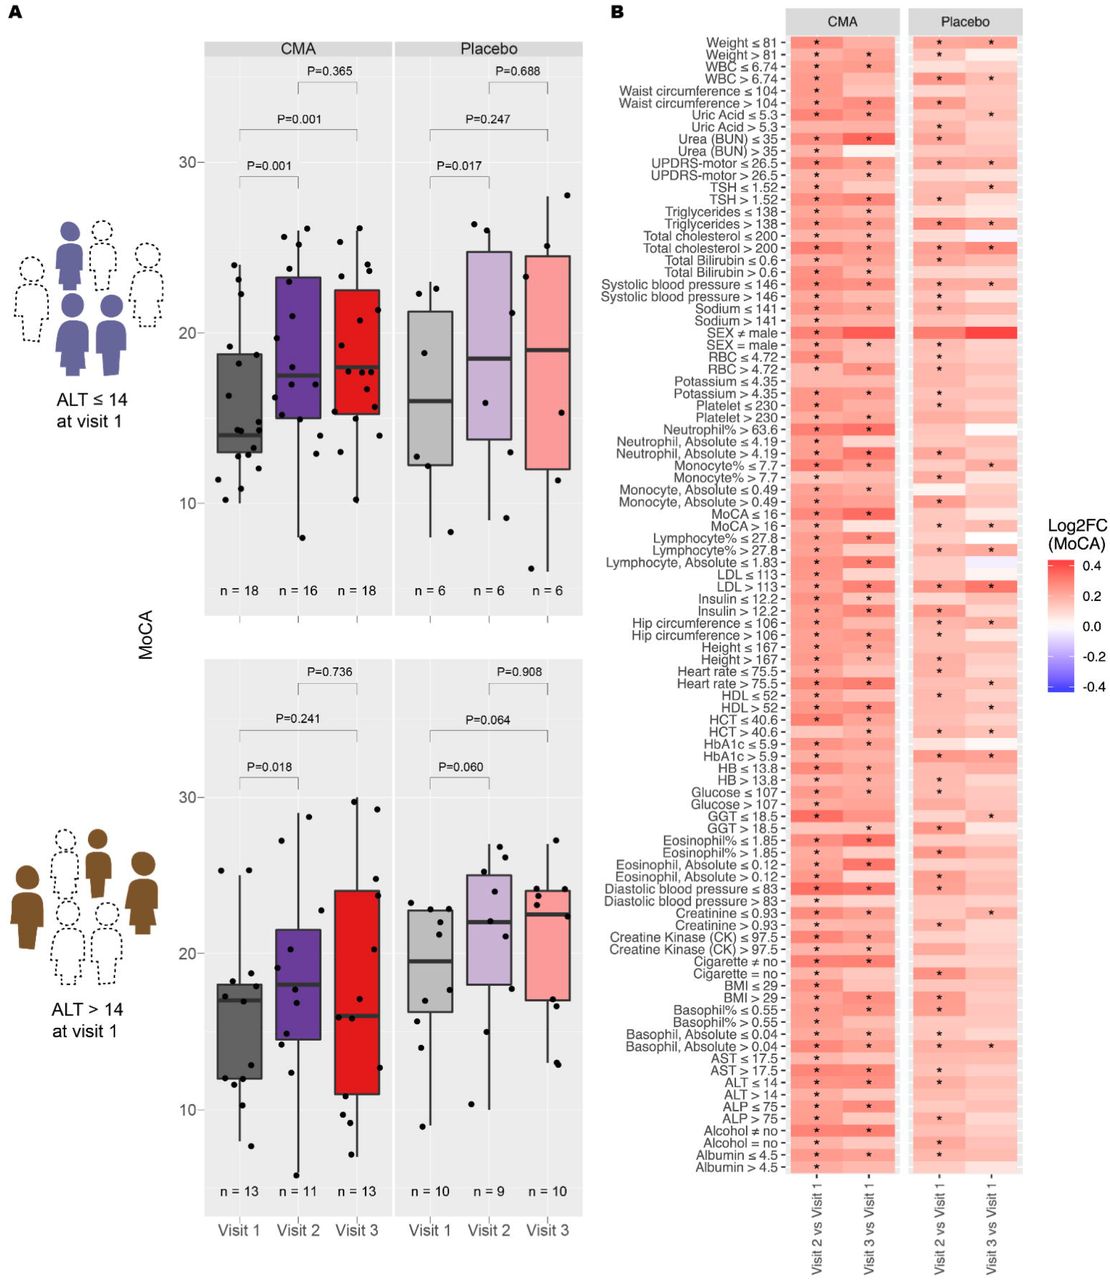 A
CMA
Placebo
P=0.365
P=0.688
P=0.001
P=0.247
P=0.001
P=0.017
30
20
10
ALT ≤ 14
at visit 1
n = 18
n = 16
n = 18
n = 6
n = 6
n = 6
MoCA
P=0.736
P=0.908
P=0.241
P=0.064
P=0.018
P=0.060
30
20
10
ALT > 14
at visit 1
n = 13
n = 11
n = 13
n = 10
n = 9
n = 10
Visit 1
Visit 2
Visit 3
Visit 1
Visit 2
Visit 3
B
CMA
Placebo
Weight ≤ 81
Weight > 81
WBC ≤ 6.74
WBC > 6.74
Waist circumference ≤ 104
Waist circumference > 104
Uric Acid ≤ 5.3
Uric Acid > 5.3
Urea (BUN) ≤ 35
Urea (BUN) > 35
UPDRS-motor ≤ 26.5
UPDRS-motor > 26.5
TSH ≤ 1.52
TSH > 1.52
Triglycerides ≤ 138
Triglycerides > 138
Total cholesterol ≤ 200
Total cholesterol > 200
Total Bilirubin ≤ 0.6
Total Bilirubin > 0.6
Systolic blood pressure ≤ 146
Systolic blood pressure > 146
Sodium ≤ 141
Sodium > 141
SEX ≠ male
SEX = male
RBC ≤ 4.72
RBC > 4.72
Potassium ≤ 4.35
Potassium > 4.35
Platelet ≤ 230
Platelet > 230
Neutrophil% > 63.6
Neutrophil, Absolute ≤ 4.19
Neutrophil, Absolute > 4.19
Monocyte% ≤ 7.7
Monocyte% > 7.7
Monocyte, Absolute ≤ 0.49
Monocyte, Absolute > 0.49
MoCA ≤ 16
MoCA > 16
Lymphocyte% ≤ 27.8
Lymphocyte% > 27.8
Lymphocyte, Absolute ≤ 1.83
LDL ≤ 113
LDL > 113
Insulin ≤ 12.2
Insulin > 12.2
Hip circumference ≤ 106
Hip circumference > 106
Height ≤ 167
Height > 167
Heart rate ≤ 75.5
Heart rate > 75.5
HDL ≤ 52
HDL > 52
HCT ≤ 40.6
HCT > 40.6
HbA1c ≤ 5.9
HbA1c > 5.9
HB ≤ 13.8
HB > 13.8
Glucose ≤ 107
Glucose > 107
GGT ≤ 18.5
GGT > 18.5
Eosinophil% ≤ 1.85
Eosinophil% > 1.85
Eosinophil, Absolute ≤ 0.12
Eosinophil, Absolute > 0.12
Diastolic blood pressure ≤ 83
Diastolic blood pressure > 83
Creatinine ≤ 0.93
Creatinine > 0.93
Creatine Kinase (CK) ≤ 97.5
Creatine Kinase (CK) > 97.5
Cigarette ≠ no
Cigarette = no
BMI ≤ 29
BMI > 29
Basophil% ≤ 0.55
Basophil% > 0.55
Basophil, Absolute ≤ 0.04
Basophil, Absolute > 0.04
AST ≤ 17.5
AST > 17.5
ALT ≤ 14
ALT > 14
ALP ≤ 75
ALP > 75
Alcohol ≠ no
Alcohol = no
Albumin ≤ 4.5
Albumin > 4.5
Visit 2 vs Visit 1
Visit 3 vs Visit 1
Visit 2 vs Visit 1
Visit 3 vs Visit 1
Log2FC
(MoCA)
0.4
0.2
0.0
-0.2
-0.4